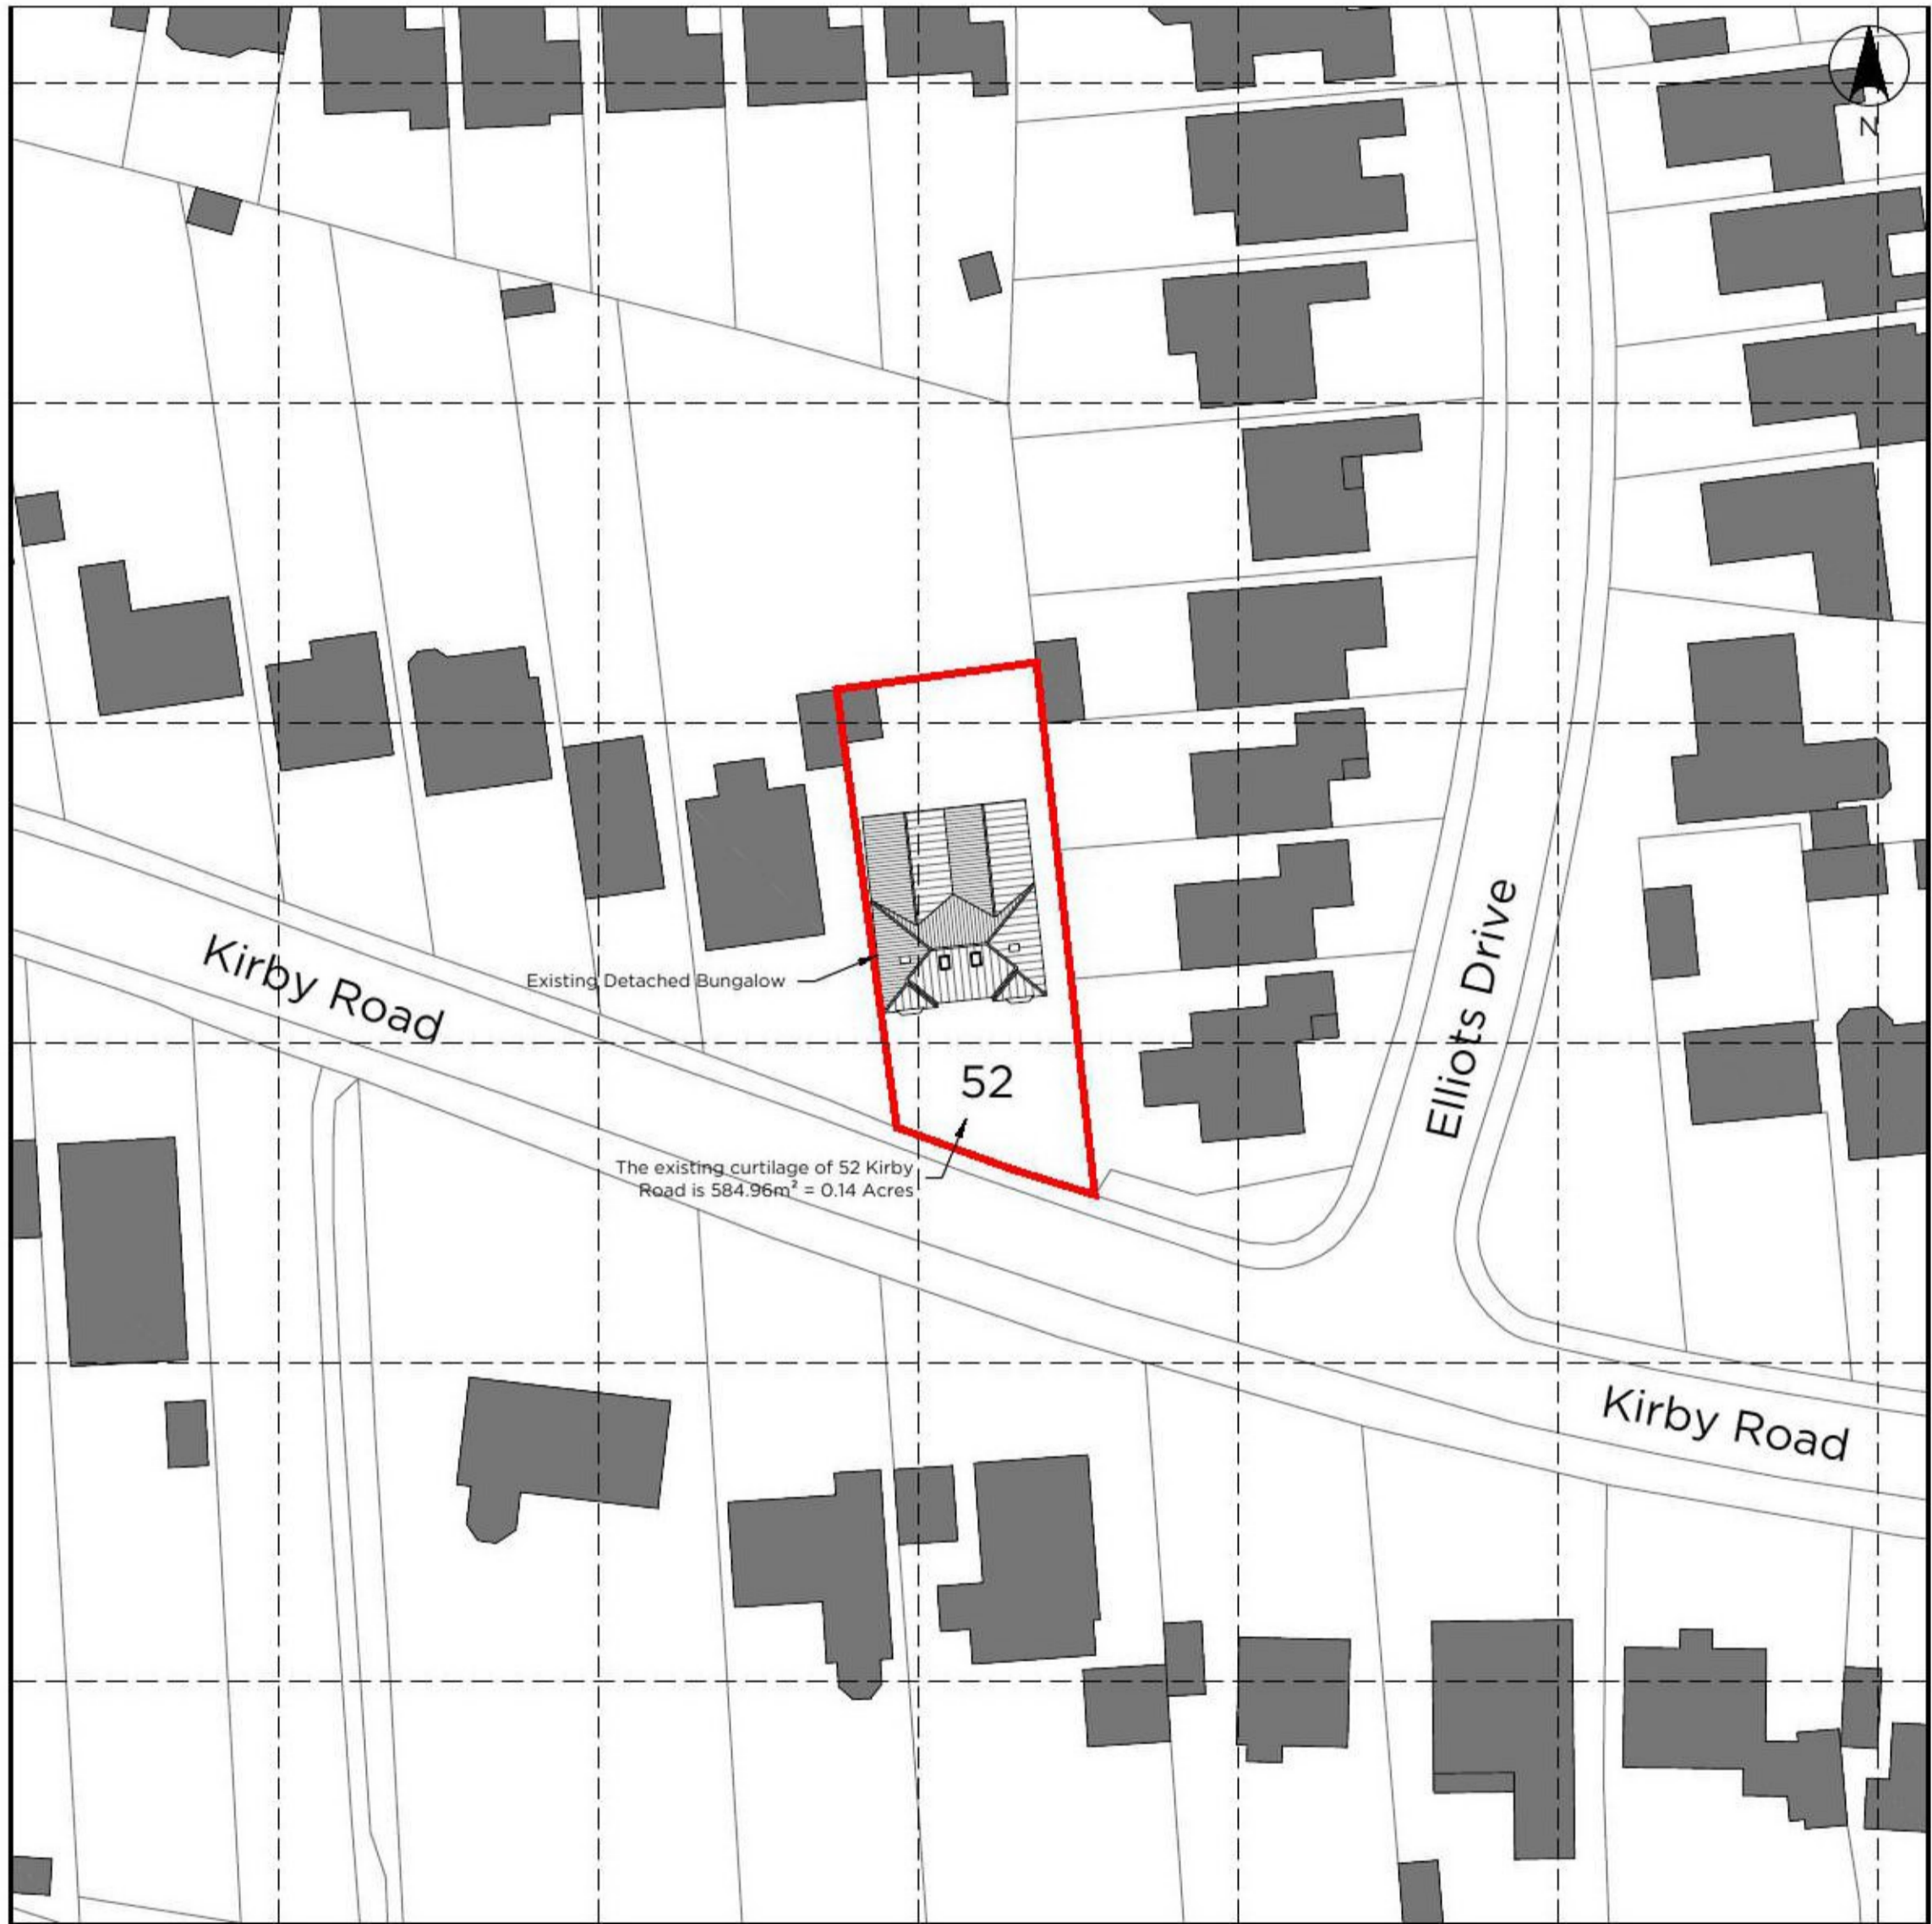 N
Kirby Road
Elliots Drive
Existing Detached Bungalow
52
The existing curtilage of 52 Kirby
Road is 584.96m² = 0.14 Acres
Kirby Road